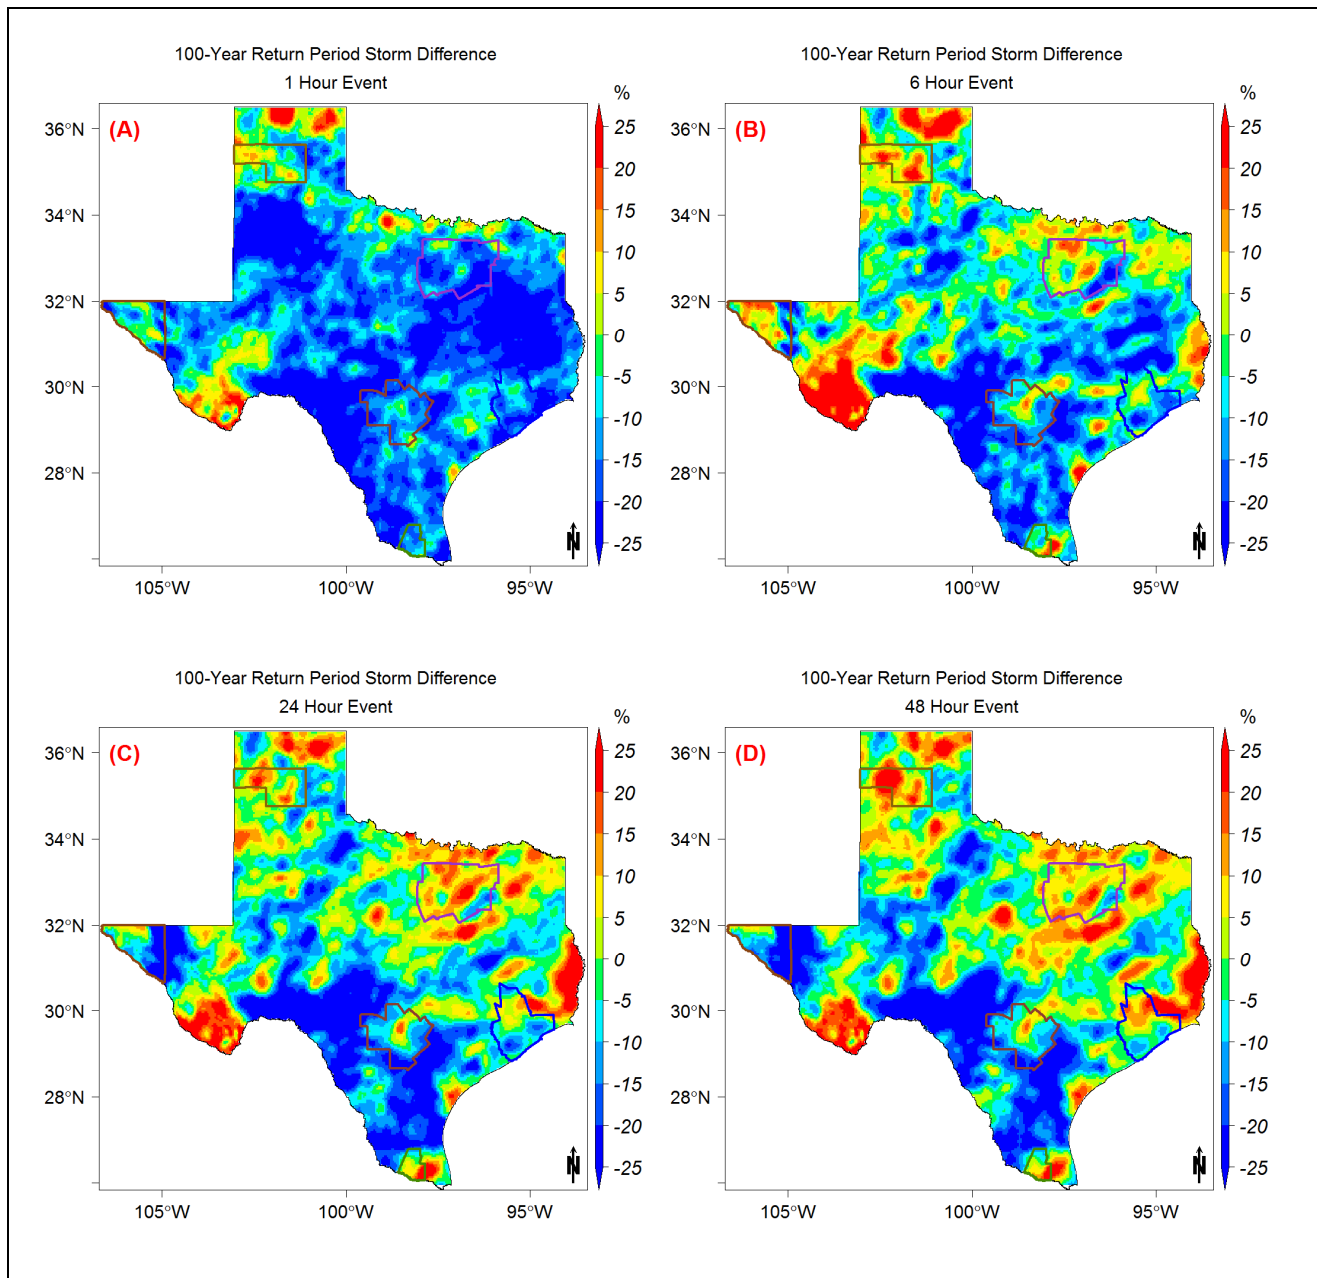 100-Year Return Period Storm Difference
1 Hour Event
(A)
%
25
20
15
10
5
0
-5
-10
-15
-20
-25
36°N
34°N
32°N
30°N
28°N
105°W
100°W
95°W
N
100-Year Return Period Storm Difference
6 Hour Event
(B)
%
25
20
15
10
5
0
-5
-10
-15
-20
-25
36°N
34°N
32°N
30°N
28°N
105°W
100°W
95°W
N
100-Year Return Period Storm Difference
24 Hour Event
(C)
%
25
20
15
10
5
0
-5
-10
-15
-20
-25
36°N
34°N
32°N
30°N
28°N
105°W
100°W
95°W
N
100-Year Return Period Storm Difference
48 Hour Event
(D)
%
25
20
15
10
5
0
-5
-10
-15
-20
-25
36°N
34°N
32°N
30°N
28°N
105°W
100°W
95°W
N